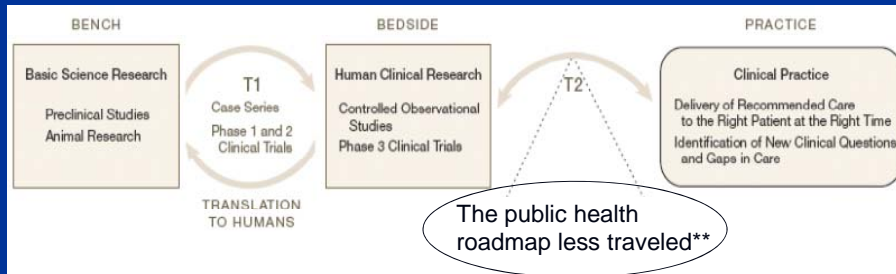 BENCH
BEDSIDE
PRACTICE
Basic Science Research
Preclinical Studies
Animal Research
T1
Case Series
Phase 1 and 2
Clinical Trials
TRANSLATION
TO HUMANS
Human Clinical Research
Controlled Observational
Studies
Phase 3 Clinical Trials
T2
Clinical Practice
Delivery of Recommended Care
to the Right Patient at the Right Time
Identification of New Clinical Questions
and Gaps in Care
The public health
roadmap less traveled**